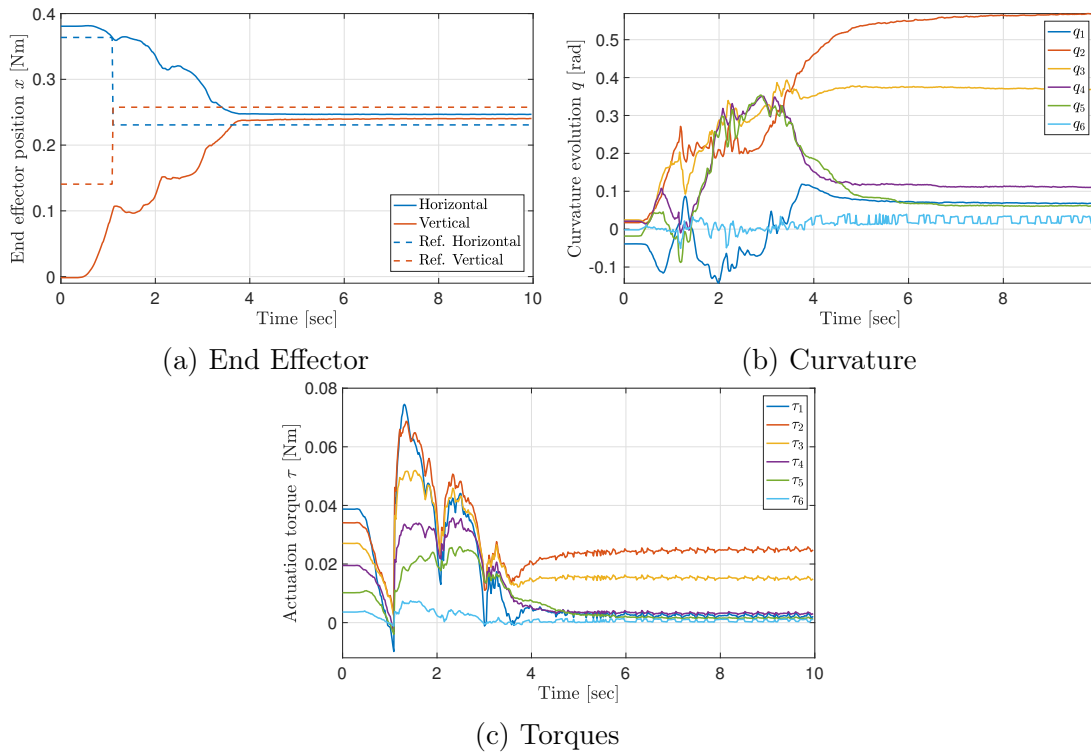 End effector position x [Nm]
0.4
0.3
0.2
0.1
0
0 2 4 6 8 10
Time [sec]
Horizontal
Vertical
Ref. Horizontal
Ref. Vertical
(a) End Effector
Curvature evolution q [rad]
0.5
0.4
0.3
0.2
0.1
0
-0.1
0 2 4 6 8
Time [sec]
q1
q2
q3
q4
q5
q6
(b) Curvature
Actuation torque τ [Nm]
0.08
0.06
0.04
0.02
0
0 2 4 6 8 10
Time [sec]
τ1
τ2
τ3
τ4
τ5
τ6
(c) Torques